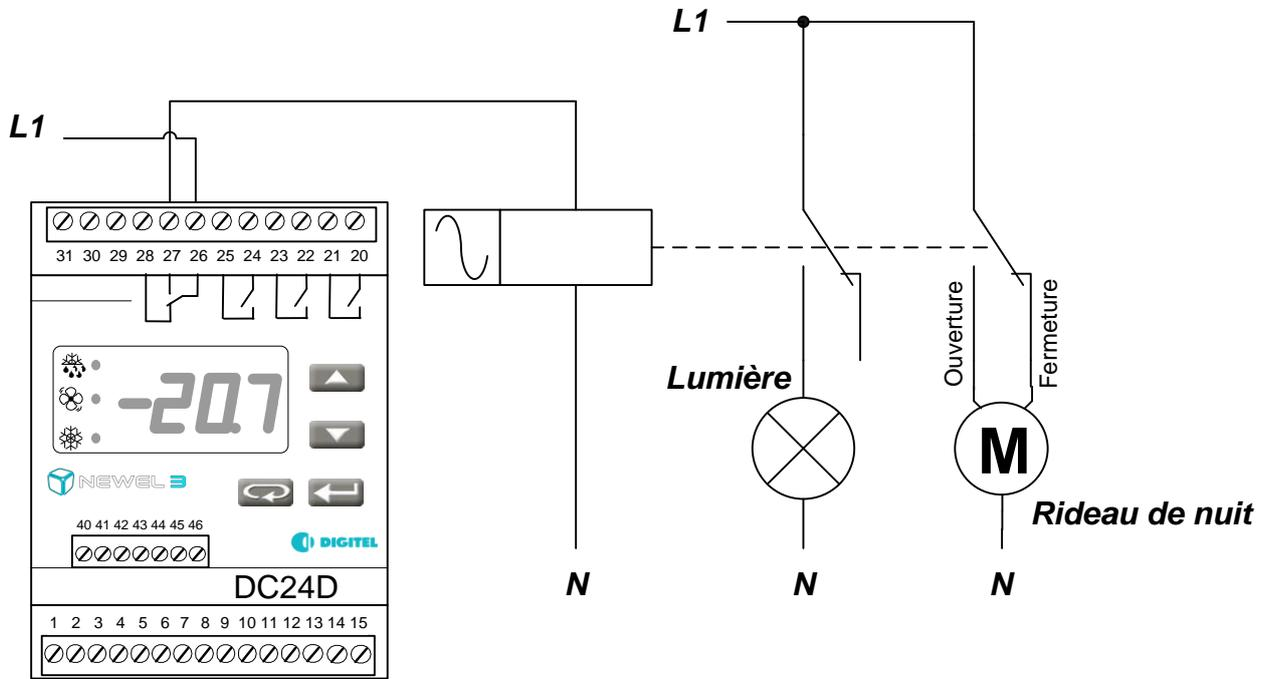 L1
L1
31 30 29 28 27 26 25 24 23 22 21 20
Ouverture
Fermeture
-20.7
Lumière
M
NEWEL 3
Rideau de nuit
40 41 42 43 44 45 46
DIGITEL
DC24D
N
N
N
1 2 3 4 5 6 7 8 9 10 11 12 13 14 15